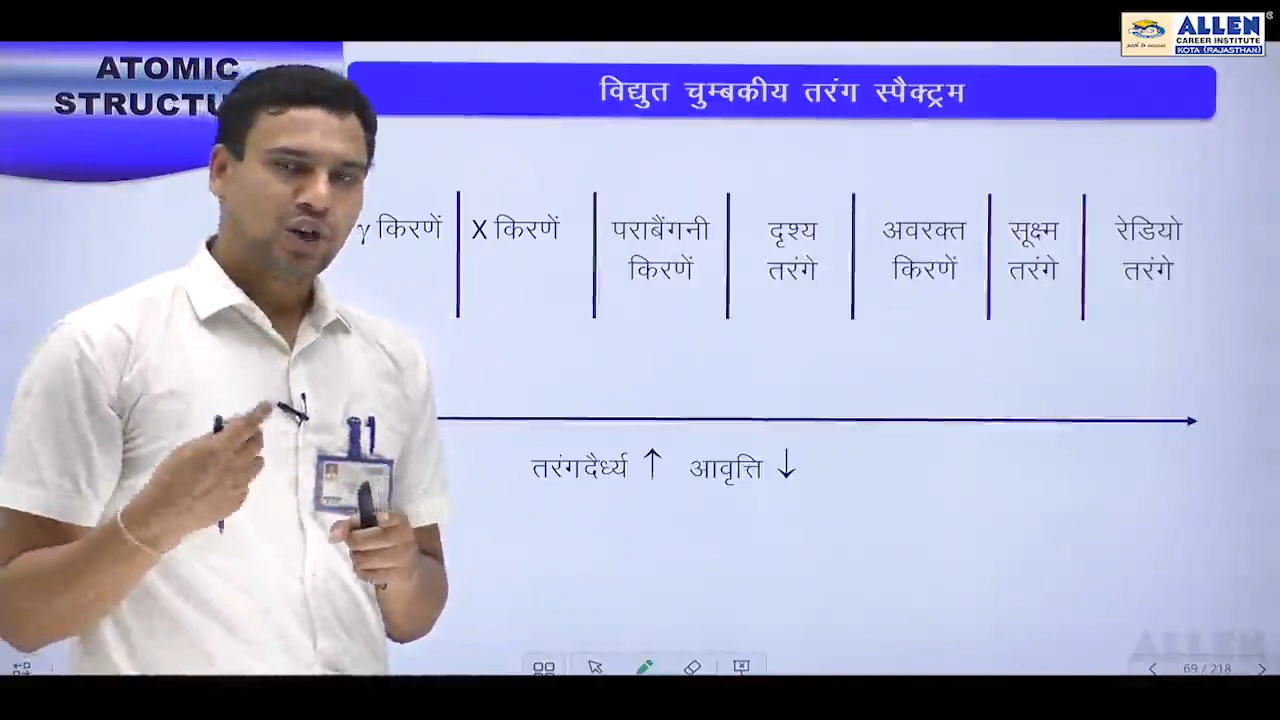 ALLEN
CAREER INSTITUTE
KOTA (RAJASTHAN)
ATOMIC
विद्युत चुम्बकीय तरंग स्पैक्ट्रम
γ किरणें X किरणें पराबैंगनी किरणें दृश्य तरंगे अवरक्त किरणें सूक्ष्म तरंगे रेडियो तरंगे
तरंगदैर्ध्य ↑ आवृत्ति ↓
ALLEN
69 / 218